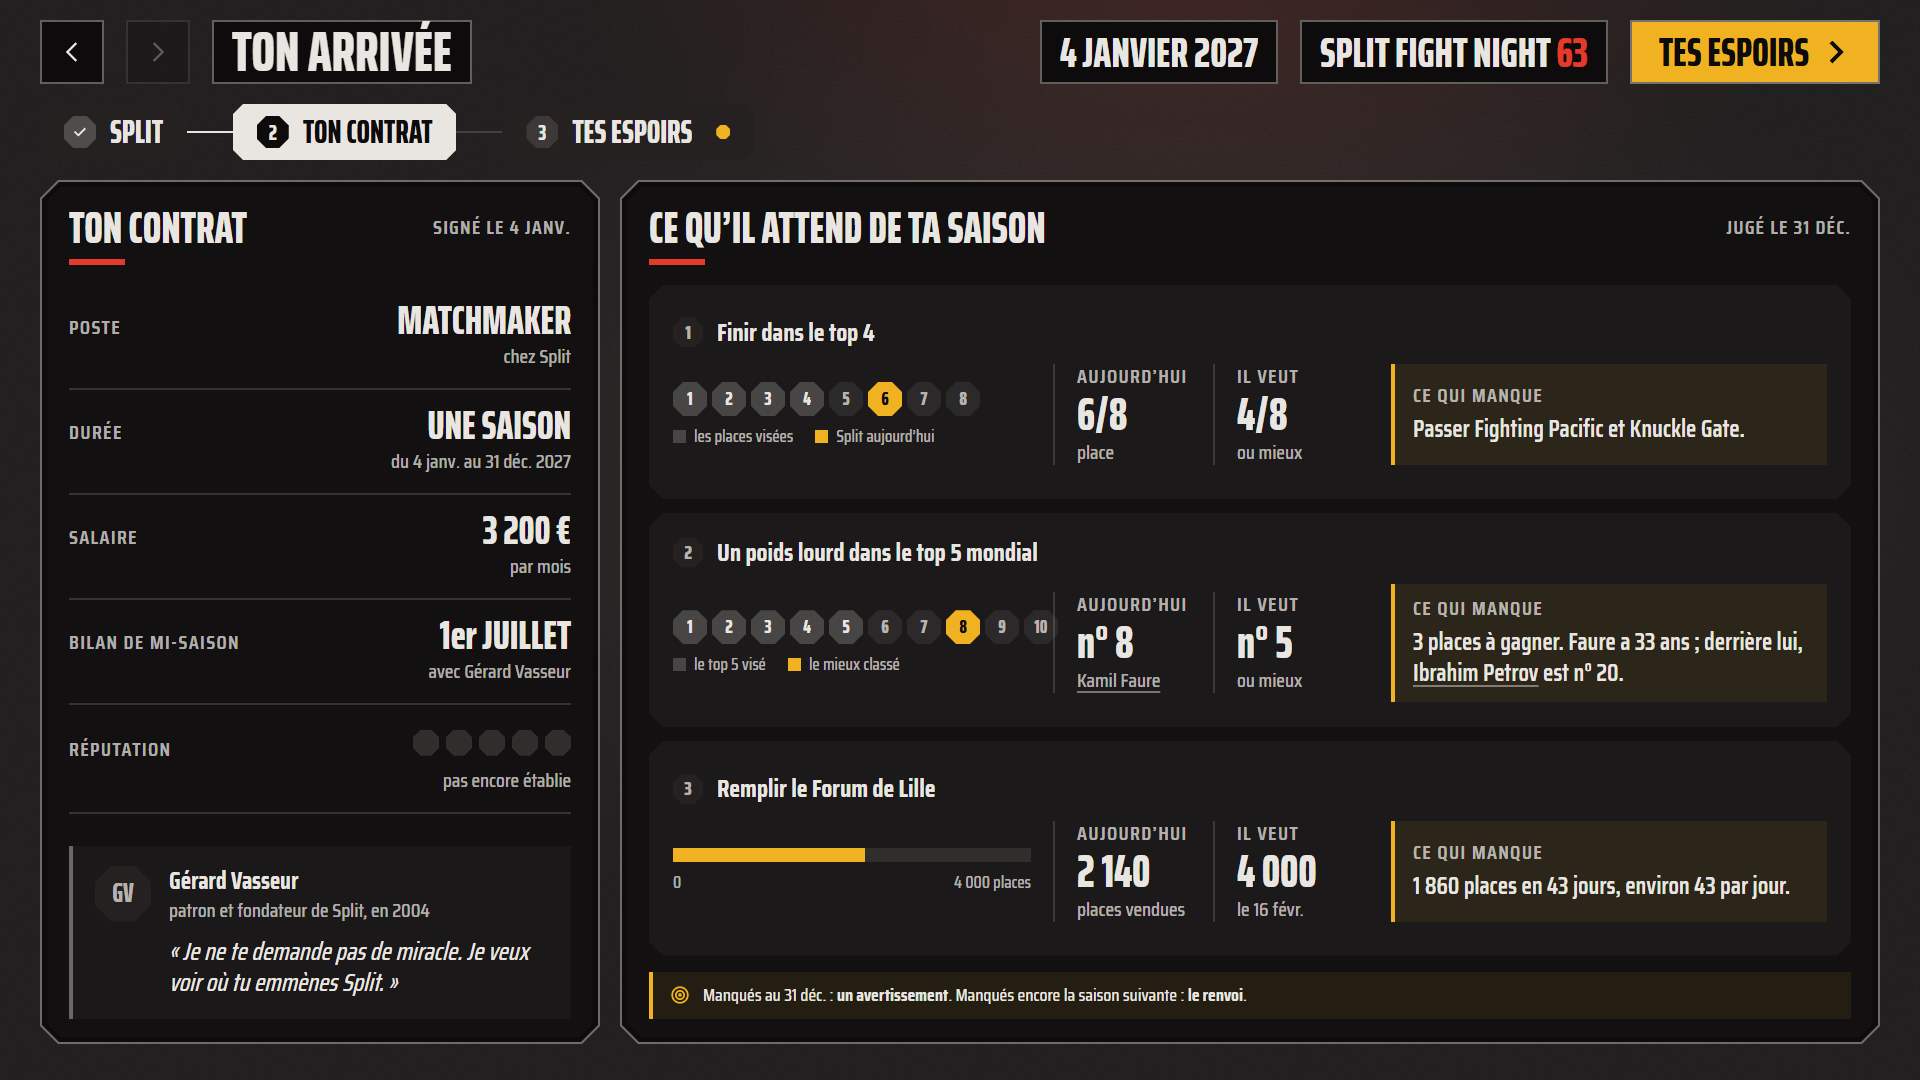 TON ARRIVÉE
4 JANVIER 2027
SPLIT FIGHT NIGHT 63
TES ESPOIRS
SPLIT
2 TON CONTRAT
3 TES ESPOIRS
TON CONTRAT
SIGNÉ LE 4 JANV.
POSTE
MATCHMAKER
chez Split
DURÉE
UNE SAISON
du 4 janv. au 31 déc. 2027
SALAIRE
3 200 €
par mois
BILAN DE MI-SAISON
1er JUILLET
avec Gérard Vasseur
RÉPUTATION
pas encore établie
GV
Gérard Vasseur
patron et fondateur de Split, en 2004
« Je ne te demande pas de miracle. Je veux
voir où tu emmènes Split. »
CE QU’IL ATTEND DE TA SAISON
JUGÉ LE 31 DÉC.
1 Finir dans le top 4
1 2 3 4 5 6 7 8
les places visées
Split aujourd’hui
AUJOURD’HUI
6/8
place
IL VEUT
4/8
ou mieux
CE QUI MANQUE
Passer Fighting Pacific et Knuckle Gate.
2 Un poids lourd dans le top 5 mondial
1 2 3 4 5 6 7 8 9 10
le top 5 visé
le mieux classé
AUJOURD’HUI
n° 8
Kamil Faure
IL VEUT
n° 5
ou mieux
CE QUI MANQUE
3 places à gagner. Faure a 33 ans ; derrière lui,
Ibrahim Petrov est n° 20.
3 Remplir le Forum de Lille
0
4 000 places
AUJOURD’HUI
2 140
places vendues
IL VEUT
4 000
le 16 févr.
CE QUI MANQUE
1 860 places en 43 jours, environ 43 par jour.
Manqués au 31 déc. : un avertissement. Manqués encore la saison suivante : le renvoi.